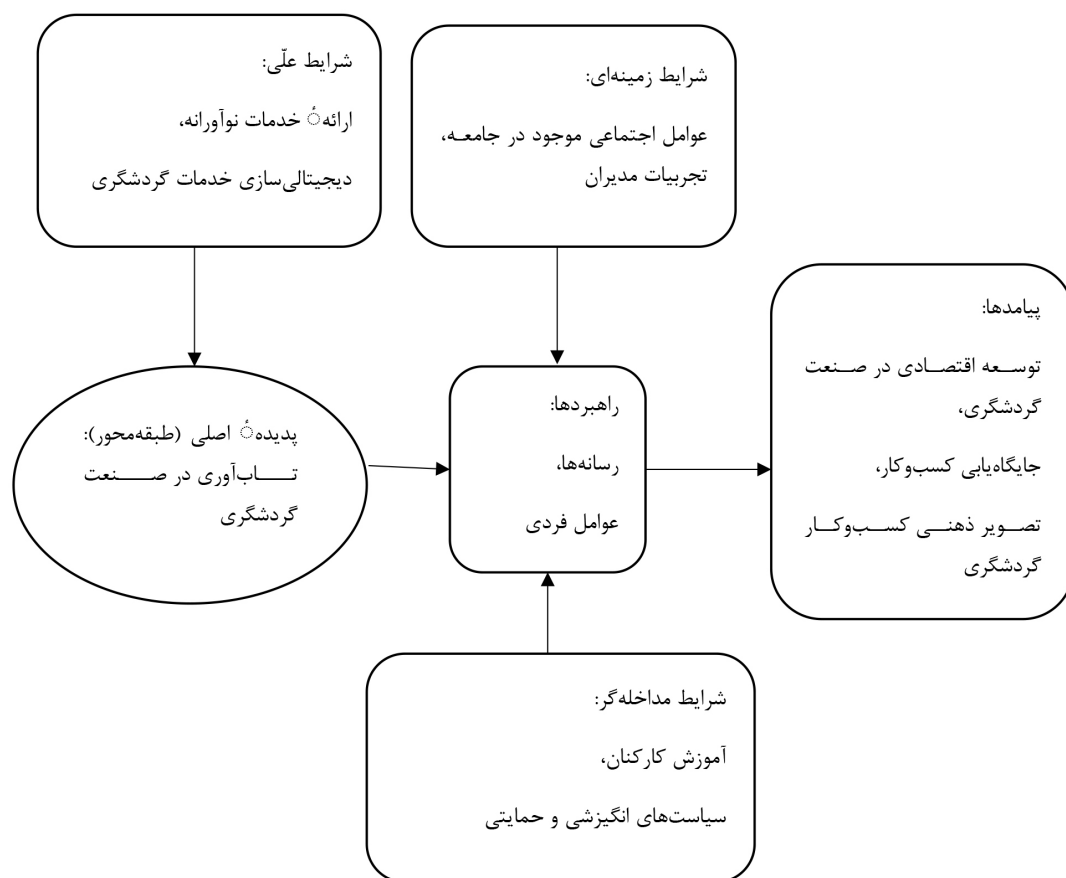 شرایط علّی:
ارائهٔ خدمات نوآورانه،
دیجیتالی‌سازی خدمات گردشگری
شرایط زمینه‌ای:
عوامل اجتماعی موجود در جامعه،
تجربیات مدیران
پدیدهٔ اصلی (طبقه‌محور):
تاب‌آوری در صنعت
گردشگری
راهبردها:
رسانه‌ها،
عوامل فردی
پیامدها:
توسعه اقتصادی در صنعت
گردشگری،
جایگاه‌یابی کسب‌وکار،
تصویر ذهنی کسب‌وکار
گردشگری
شرایط مداخله‌گر:
آموزش کارکنان،
سیاست‌های انگیزشی و حمایتی